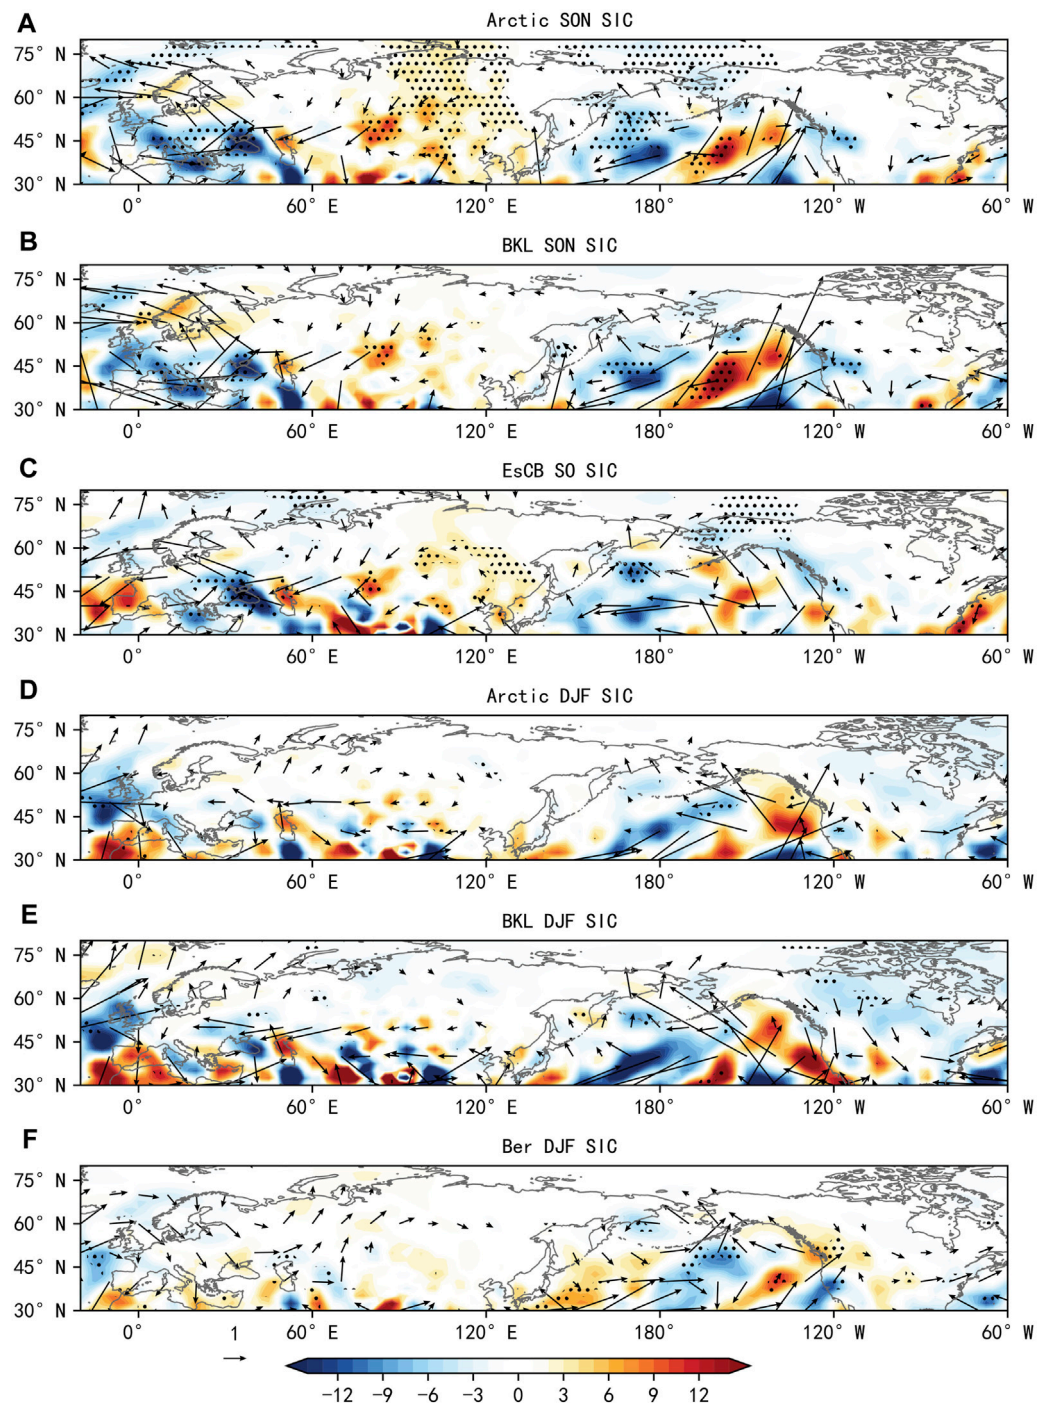 A
Arctic SON SIC
75° N
60° N
45° N
30° N
0° 60° E 120° E 180 120° W 60° W
B
BKL SON SIC
75° N
60° N
45° N
30° N
0° 60° E 120° E 180 120° W 60° W
C
EsCB SO SIC
75° N
60° N
45° N
30° N
0° 60° E 120° E 180 120° W 60° W
D
Arctic DJF SIC
75° N
60° N
45° N
30° N
0° 60° E 120° E 180 120° W 60° W
E
BKL DJF SIC
75° N
60° N
45° N
30° N
0° 60° E 120° E 180 120° W 60° W
F
Ber DJF SIC
75° N
60° N
45° N
30° N
0° 60° E 120° E 180 120° W 60° W
1
−12 −9 −6 −3 0 3 6 9 12